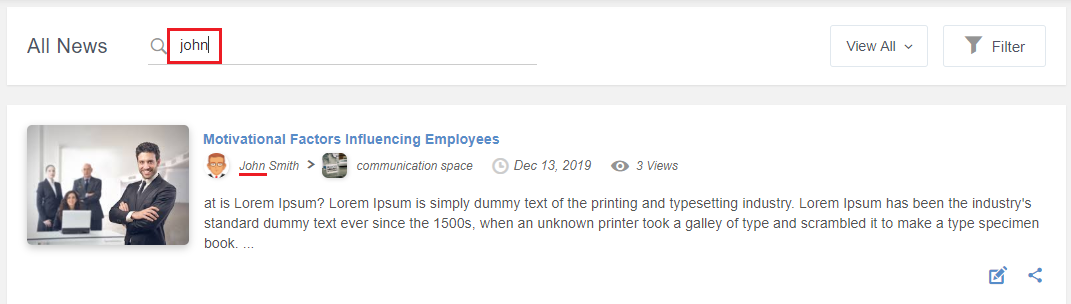 All News
john
View All
Filter
Motivational Factors Influencing Employees
John Smith > communication space Dec 13, 2019 3 Views
at is Lorem Ipsum? Lorem Ipsum is simply dummy text of the printing and typesetting industry. Lorem Ipsum has been the industry's
standard dummy text ever since the 1500s, when an unknown printer took a galley of type and scrambled it to make a type specimen
book. ...